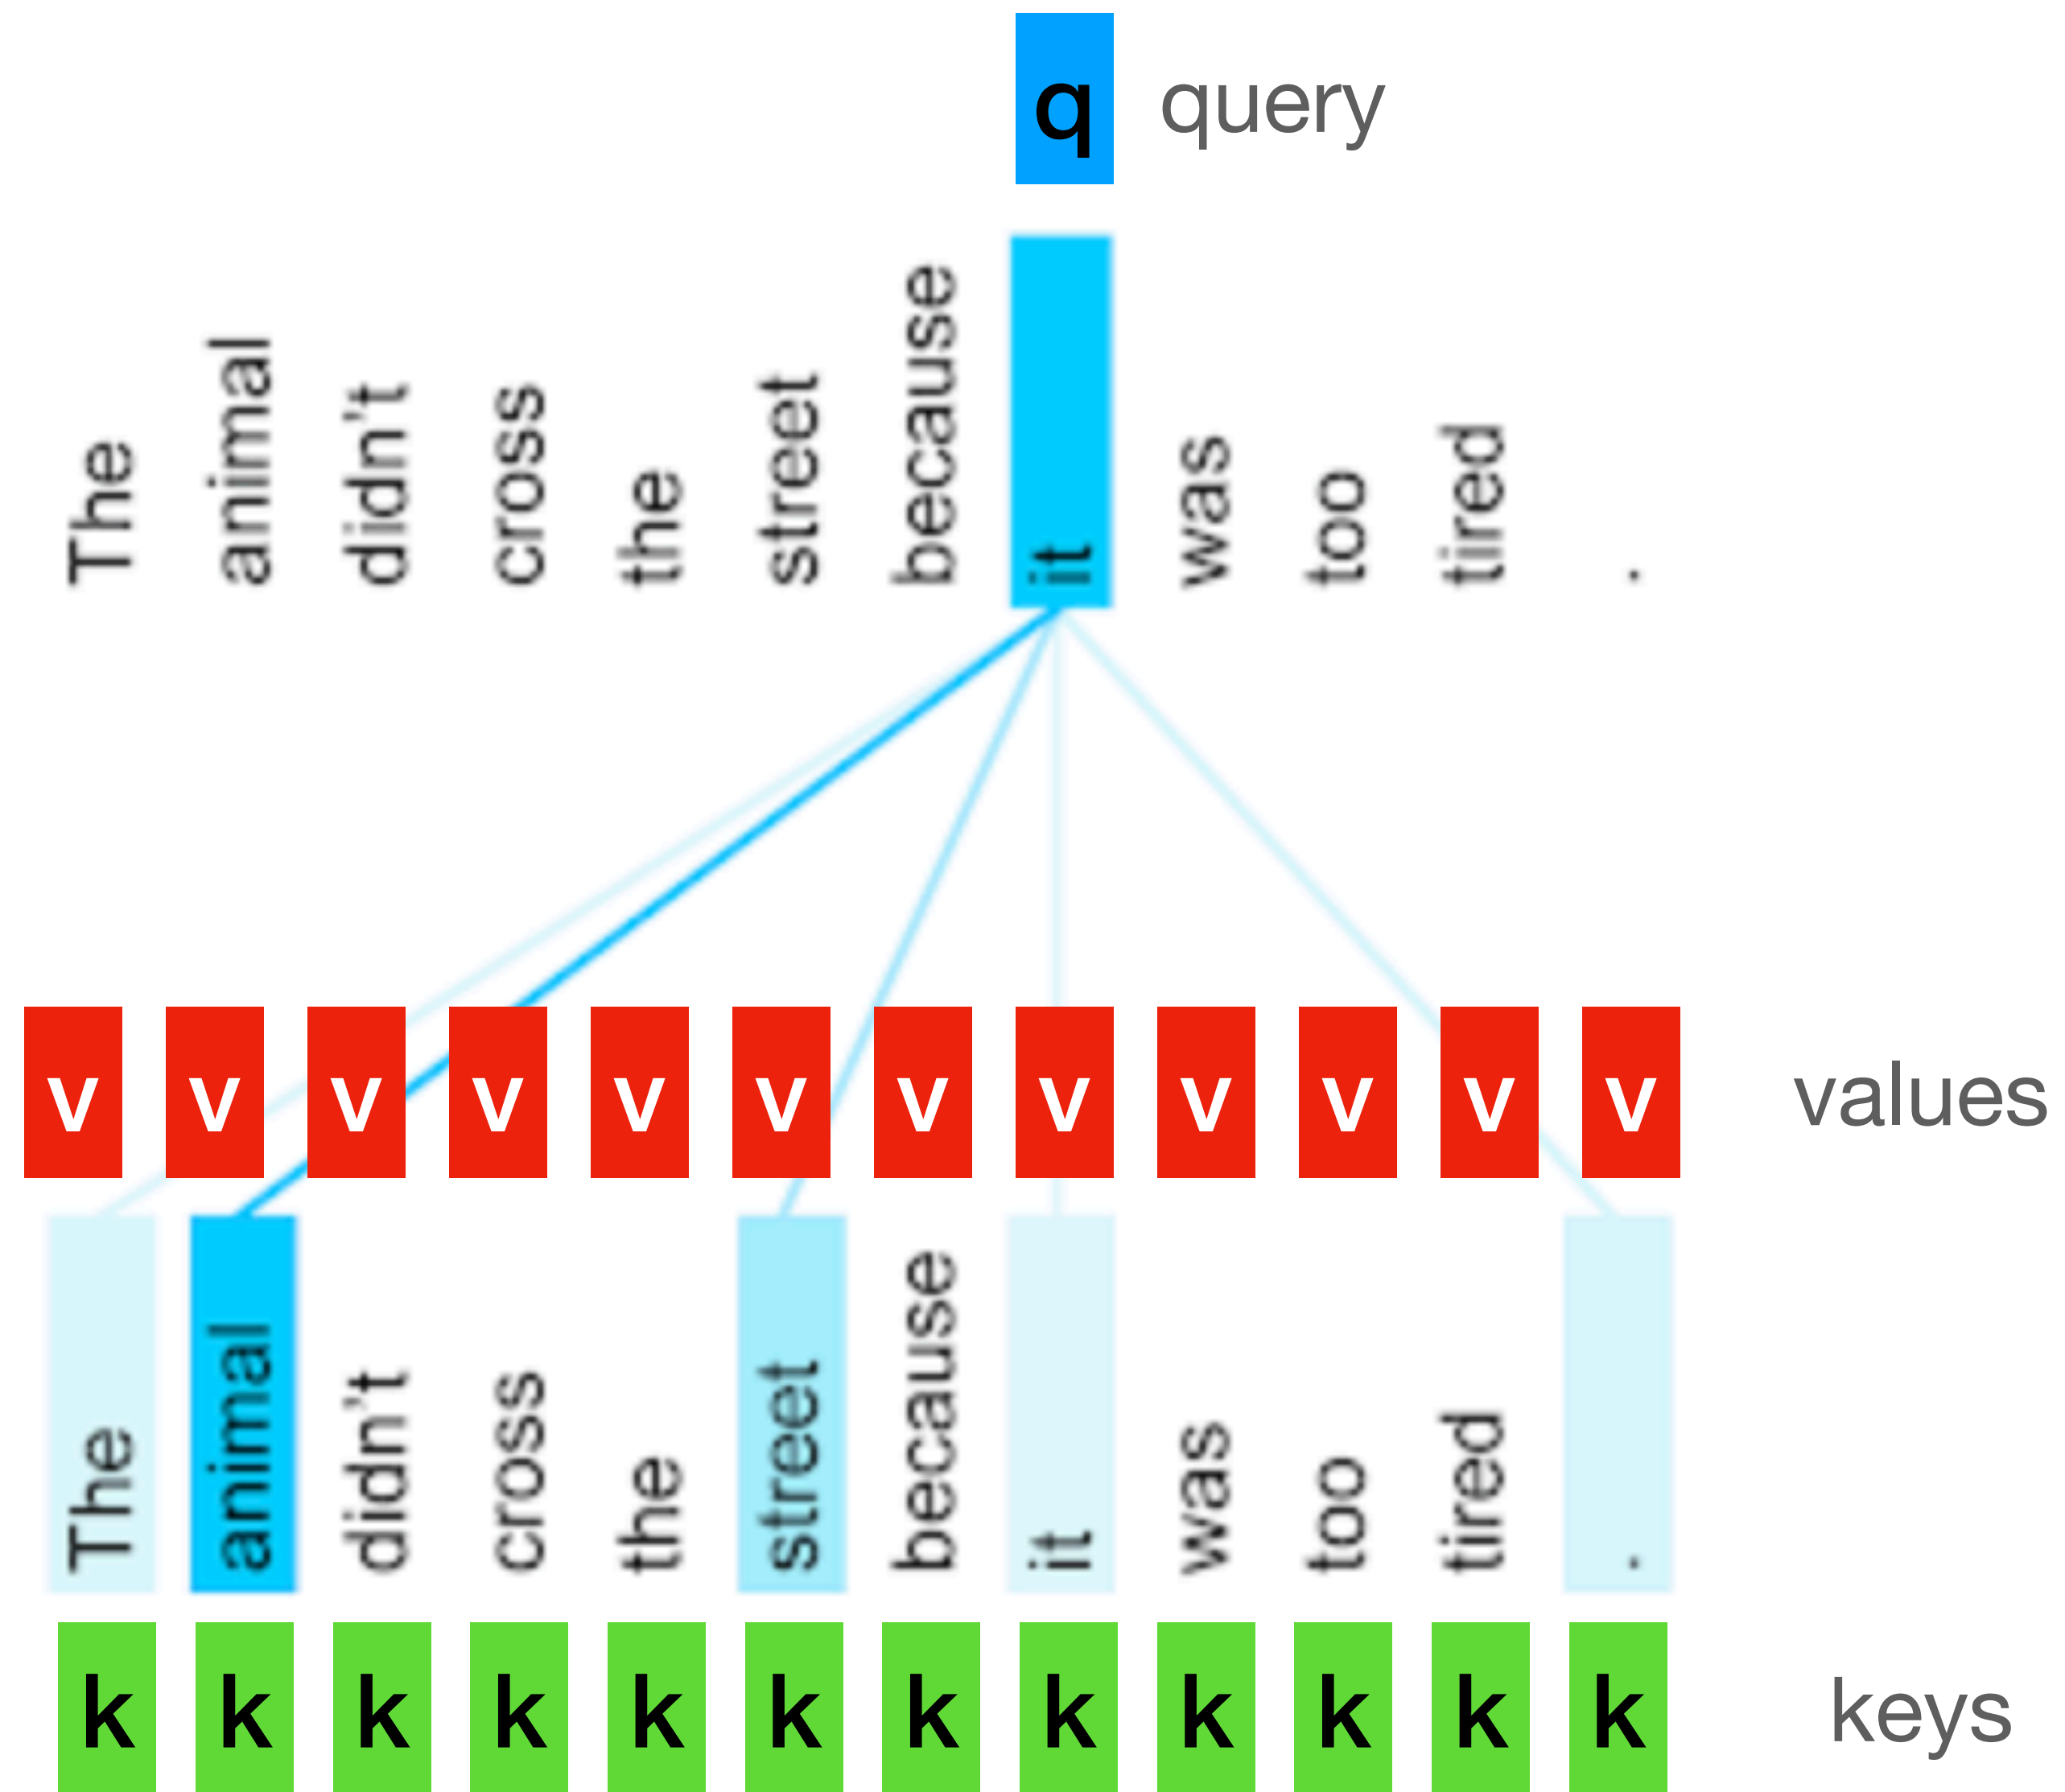 q query
The animal didn't cross the street because it was too tired .
v v v v v v v v v v v v values
The animal didn't cross the street because it was too tired .
k k k k k k k k k k k k keys